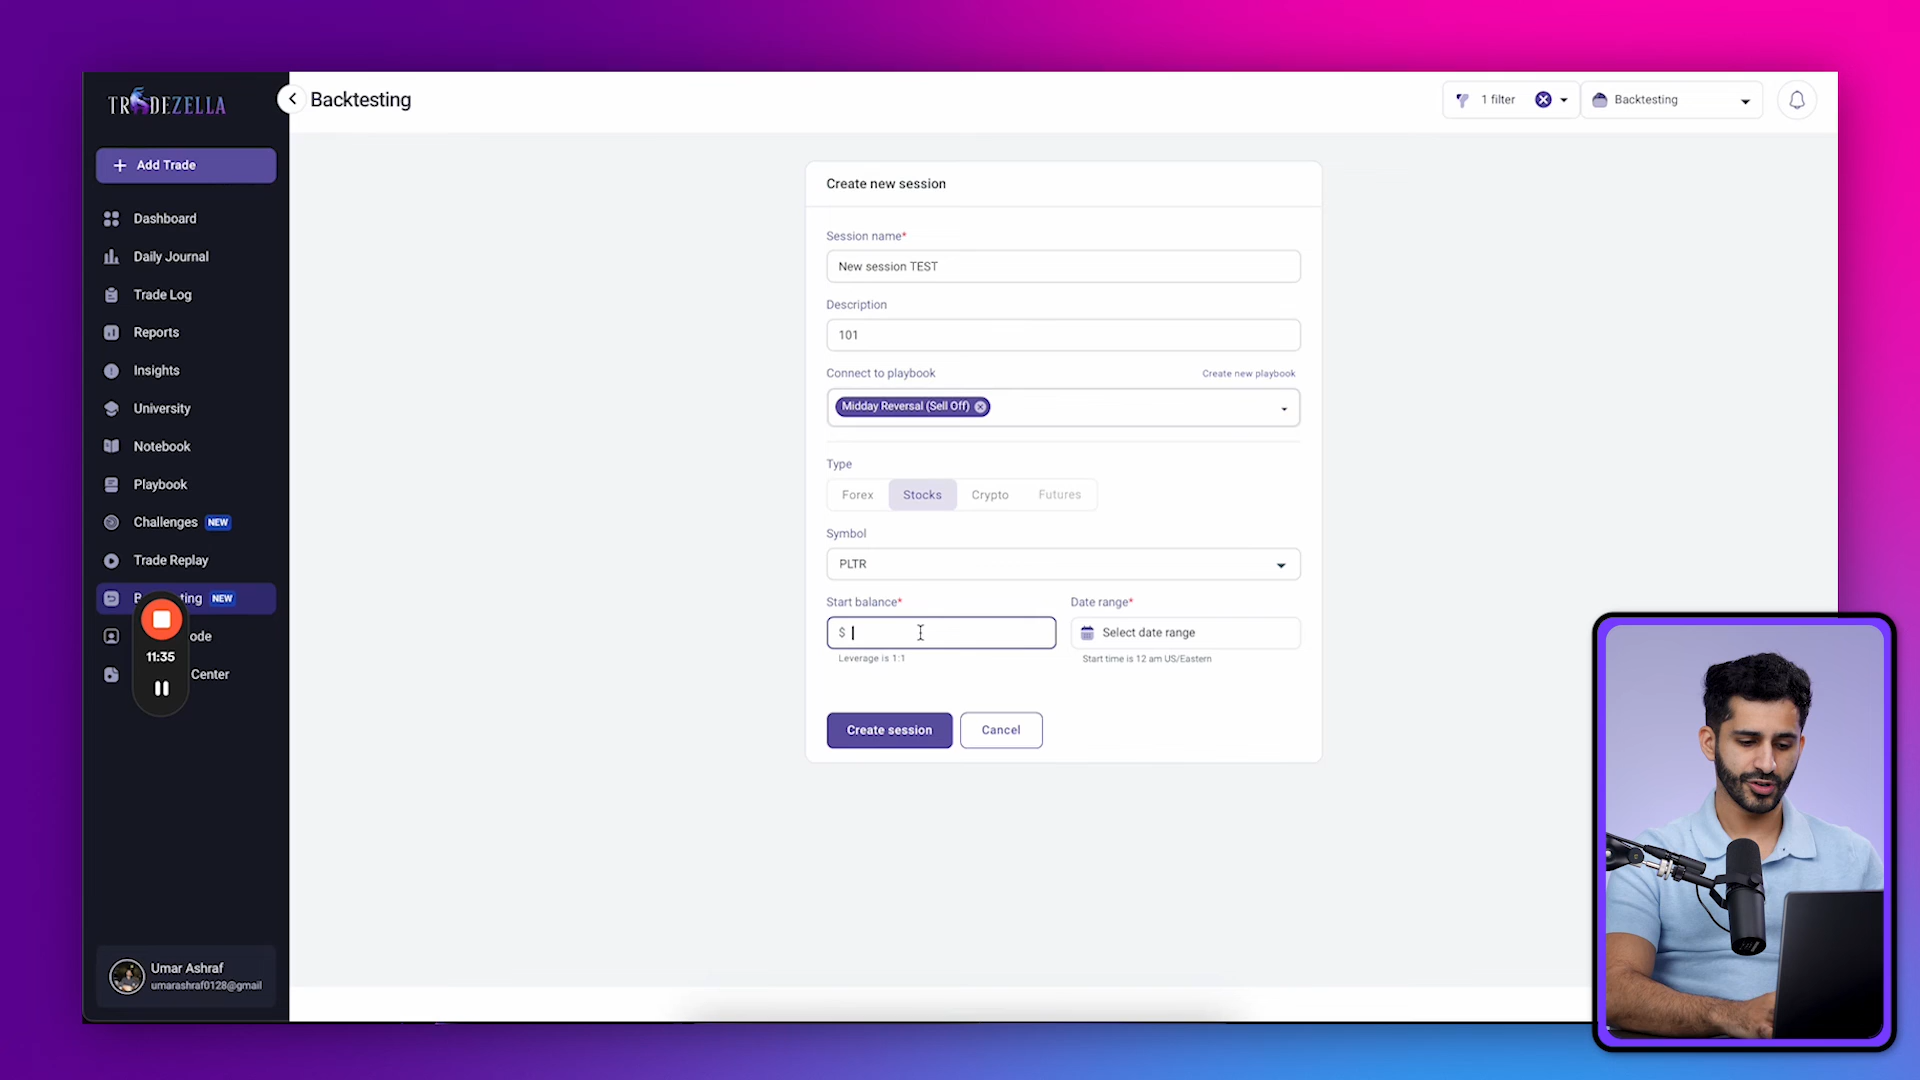 TRADEZELLA
Backtesting
1 filter
Backtesting
+ Add Trade
Dashboard
Daily Journal
Trade Log
Reports
Insights
University
Notebook
Playbook
Challenges NEW
Trade Replay
NEW
ode
Center
11:35
Create new session
Session name*
New session TEST
Description
101
Connect to playbook
Create new playbook
Midday Reversal (Sell Off)
Type
Forex Stocks Crypto Futures
Symbol
PLTR
Start balance*
Date range*
$
Select date range
Leverage is 1:1
Start time is 12 am US/Eastern
Create session
Cancel
Umar Ashraf
umarashraf0128@gmail